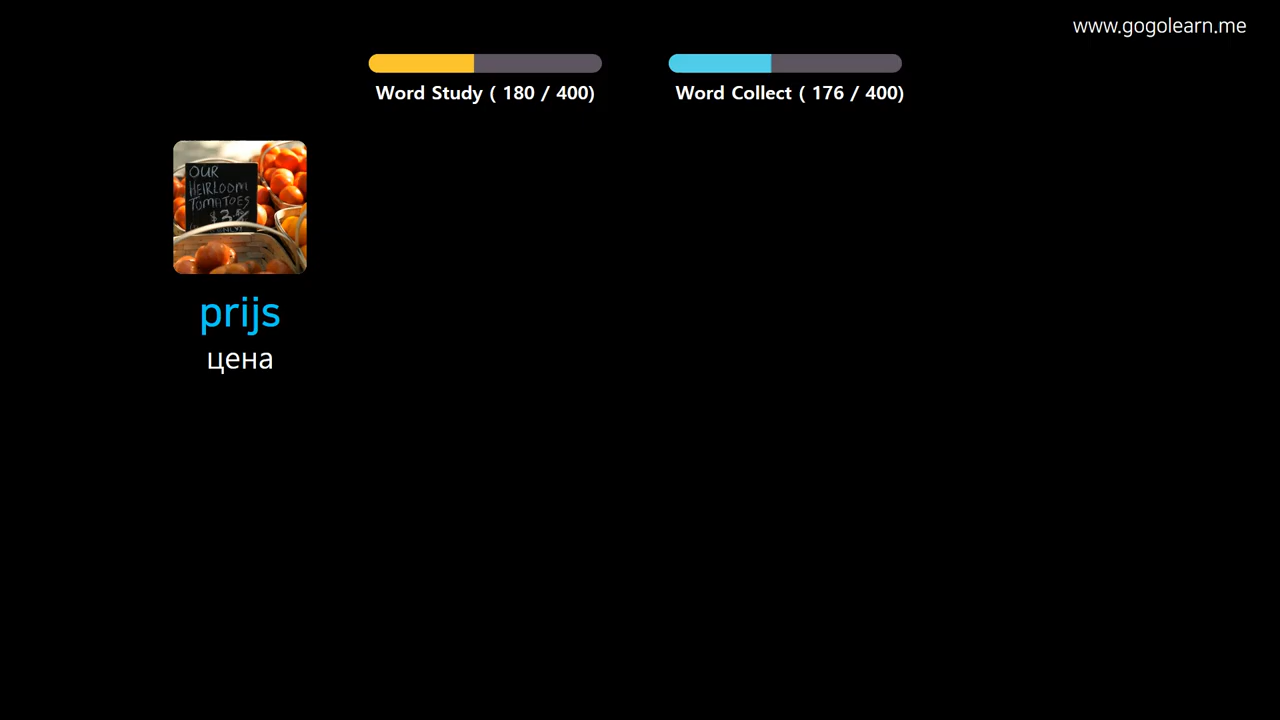 www.gogolearn.me
Word Study ( 180 / 400)
Word Collect ( 176 / 400)
OUR
HEIRLOOM
TOMATOES
prijs
цена